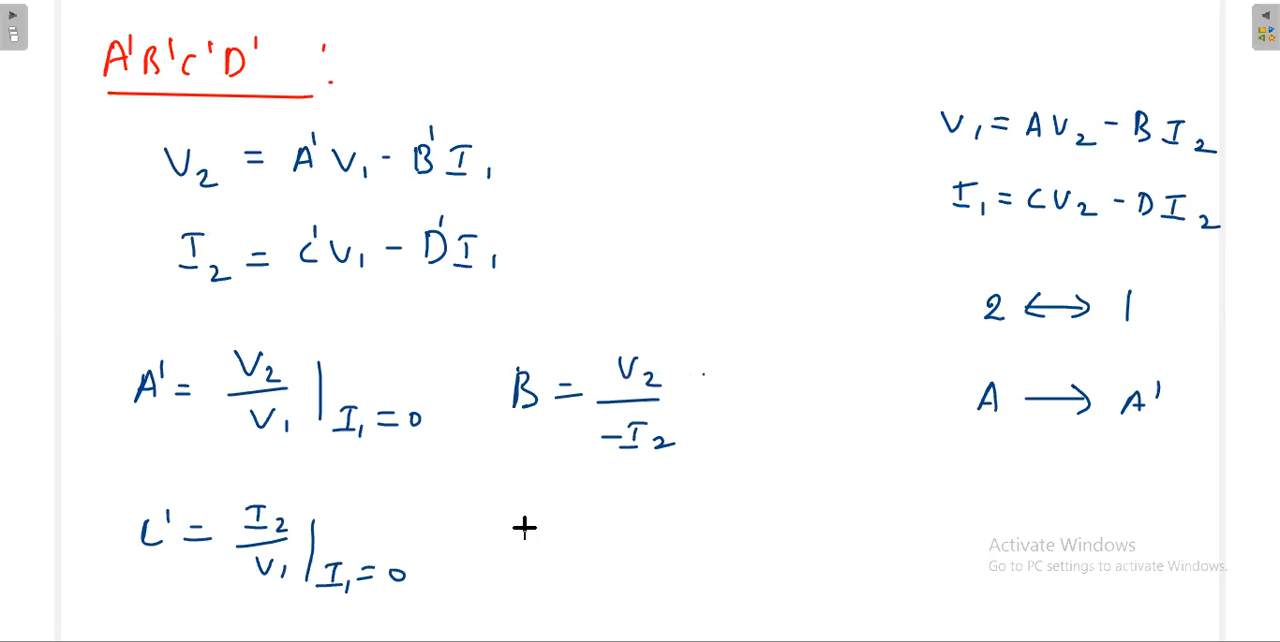 A'B'C'D' :
V₂ = A'V₁ - B'I₁
I₂ = C'V₁ - D'I₁
A' = V₂/V₁ |I₁=0
B = V₂/-I₂
C' = I₂/V₁ |I₁=0
V₁ = AV₂ - BI₂
I₁ = CV₂ - DI₂
2 ⟷ 1
A ⟶ A'
Activate Windows
Go to PC settings to activate Windows.